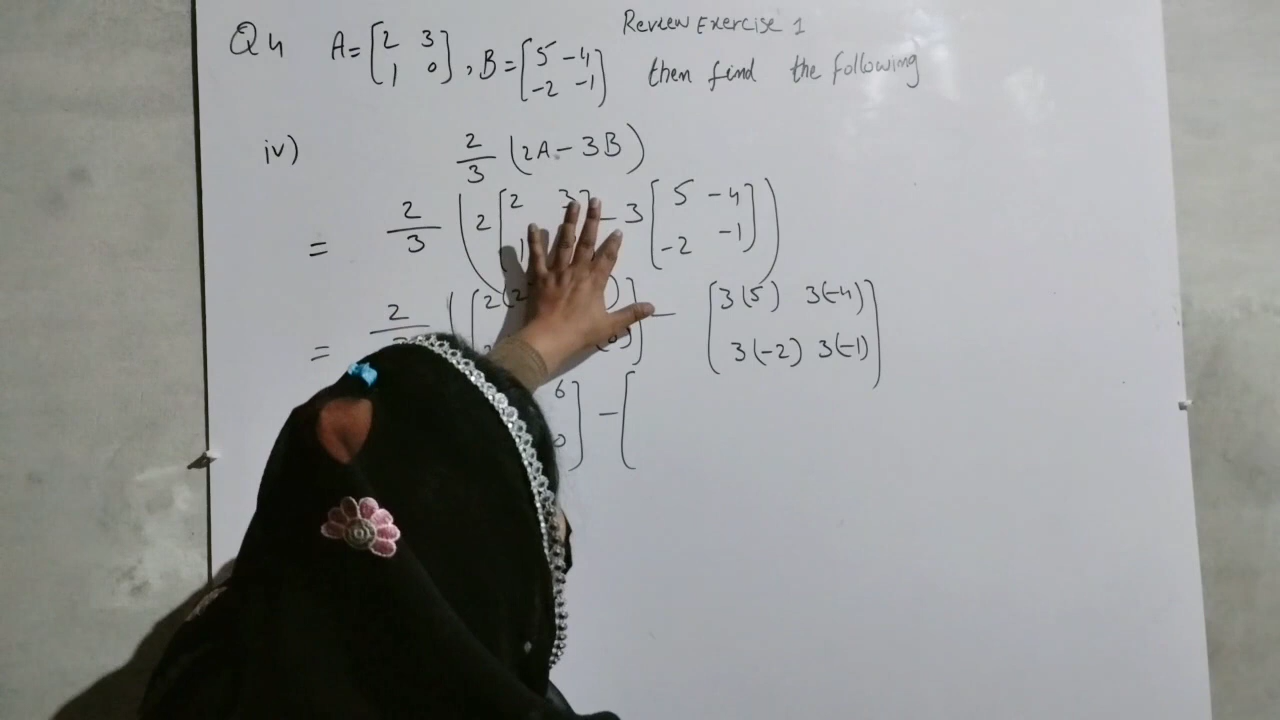 Review Exercise 1
Q4 A=[2 3 1 0], B=[5 -4 -2 -1] then find the following
iv) 2/3 (2A - 3B)
= 2/3 (2[2 3 1 ] - 3[5 -4 -2 -1])
= 2 ([2(2 ) (0)] - [3(5) 3(-4) 3(-2) 3(-1)]
6 0] - [